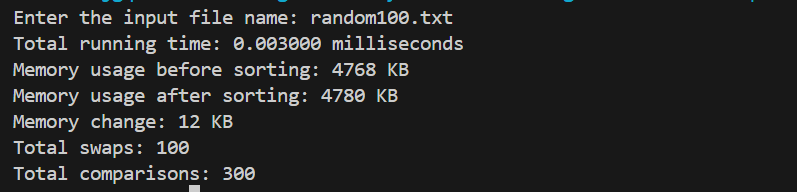 Enter the input file name: random100.txt
Total running time: 0.003000 milliseconds
Memory usage before sorting: 4768 KB
Memory usage after sorting: 4780 KB
Memory change: 12 KB
Total swaps: 100
Total comparisons: 300